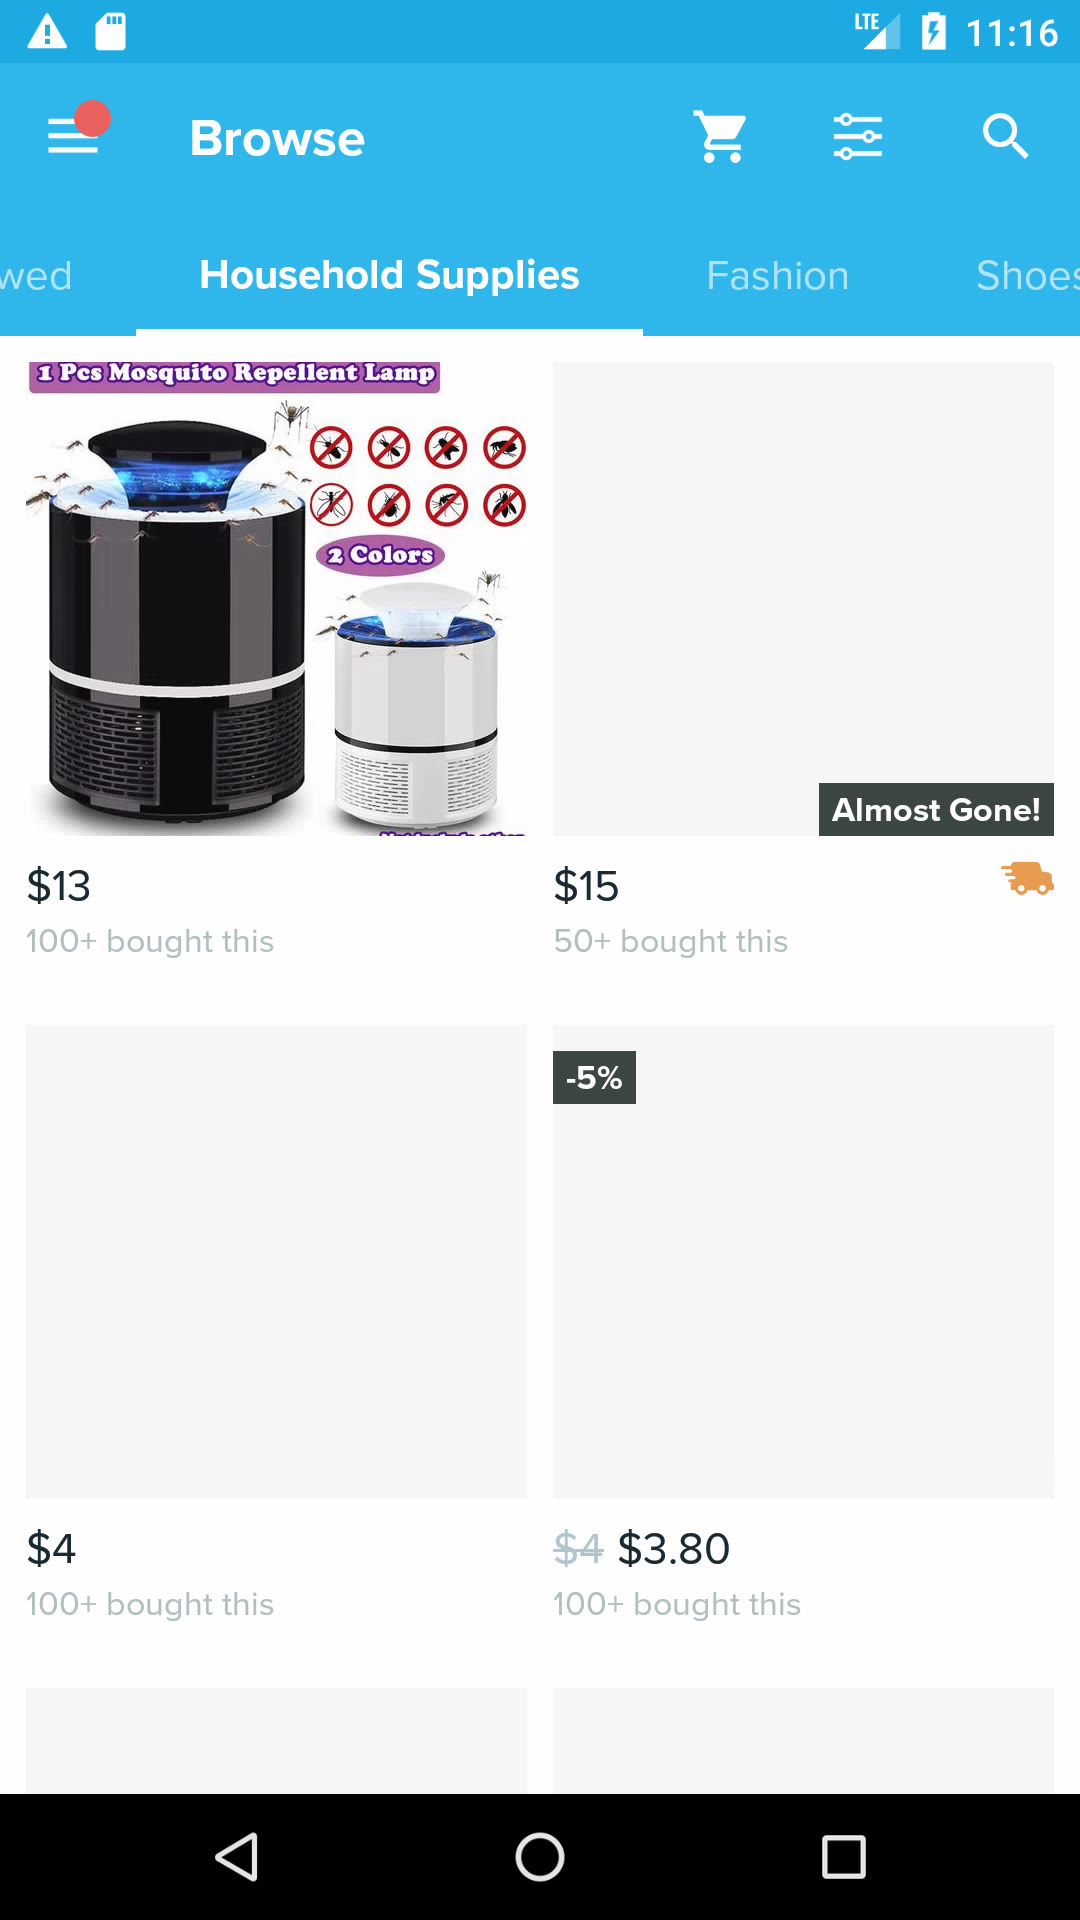 LTE 11:16
Browse
wed Household Supplies Fashion Shoes
1 Pcs Mosquito Repellent Lamp
2 Colors
Almost Gone!
$13 $15
100+ bought this 50+ bought this
-5%
$4 $4 $3.80
100+ bought this 100+ bought this